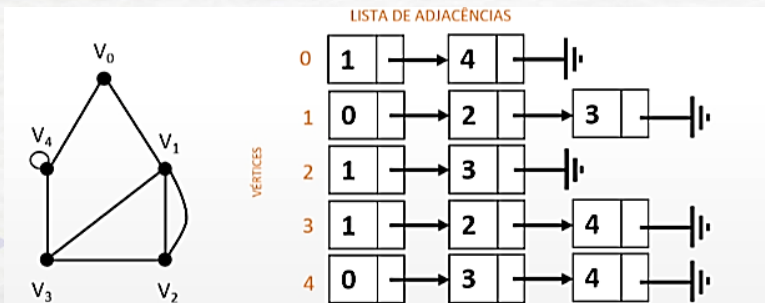 LISTA DE ADJACÊNCIAS
V₀
V₄
V₁
V₃
V₂
VÉRTICES
0 1 4
1 0 2 3
2 1 3
3 1 2 4
4 0 3 4